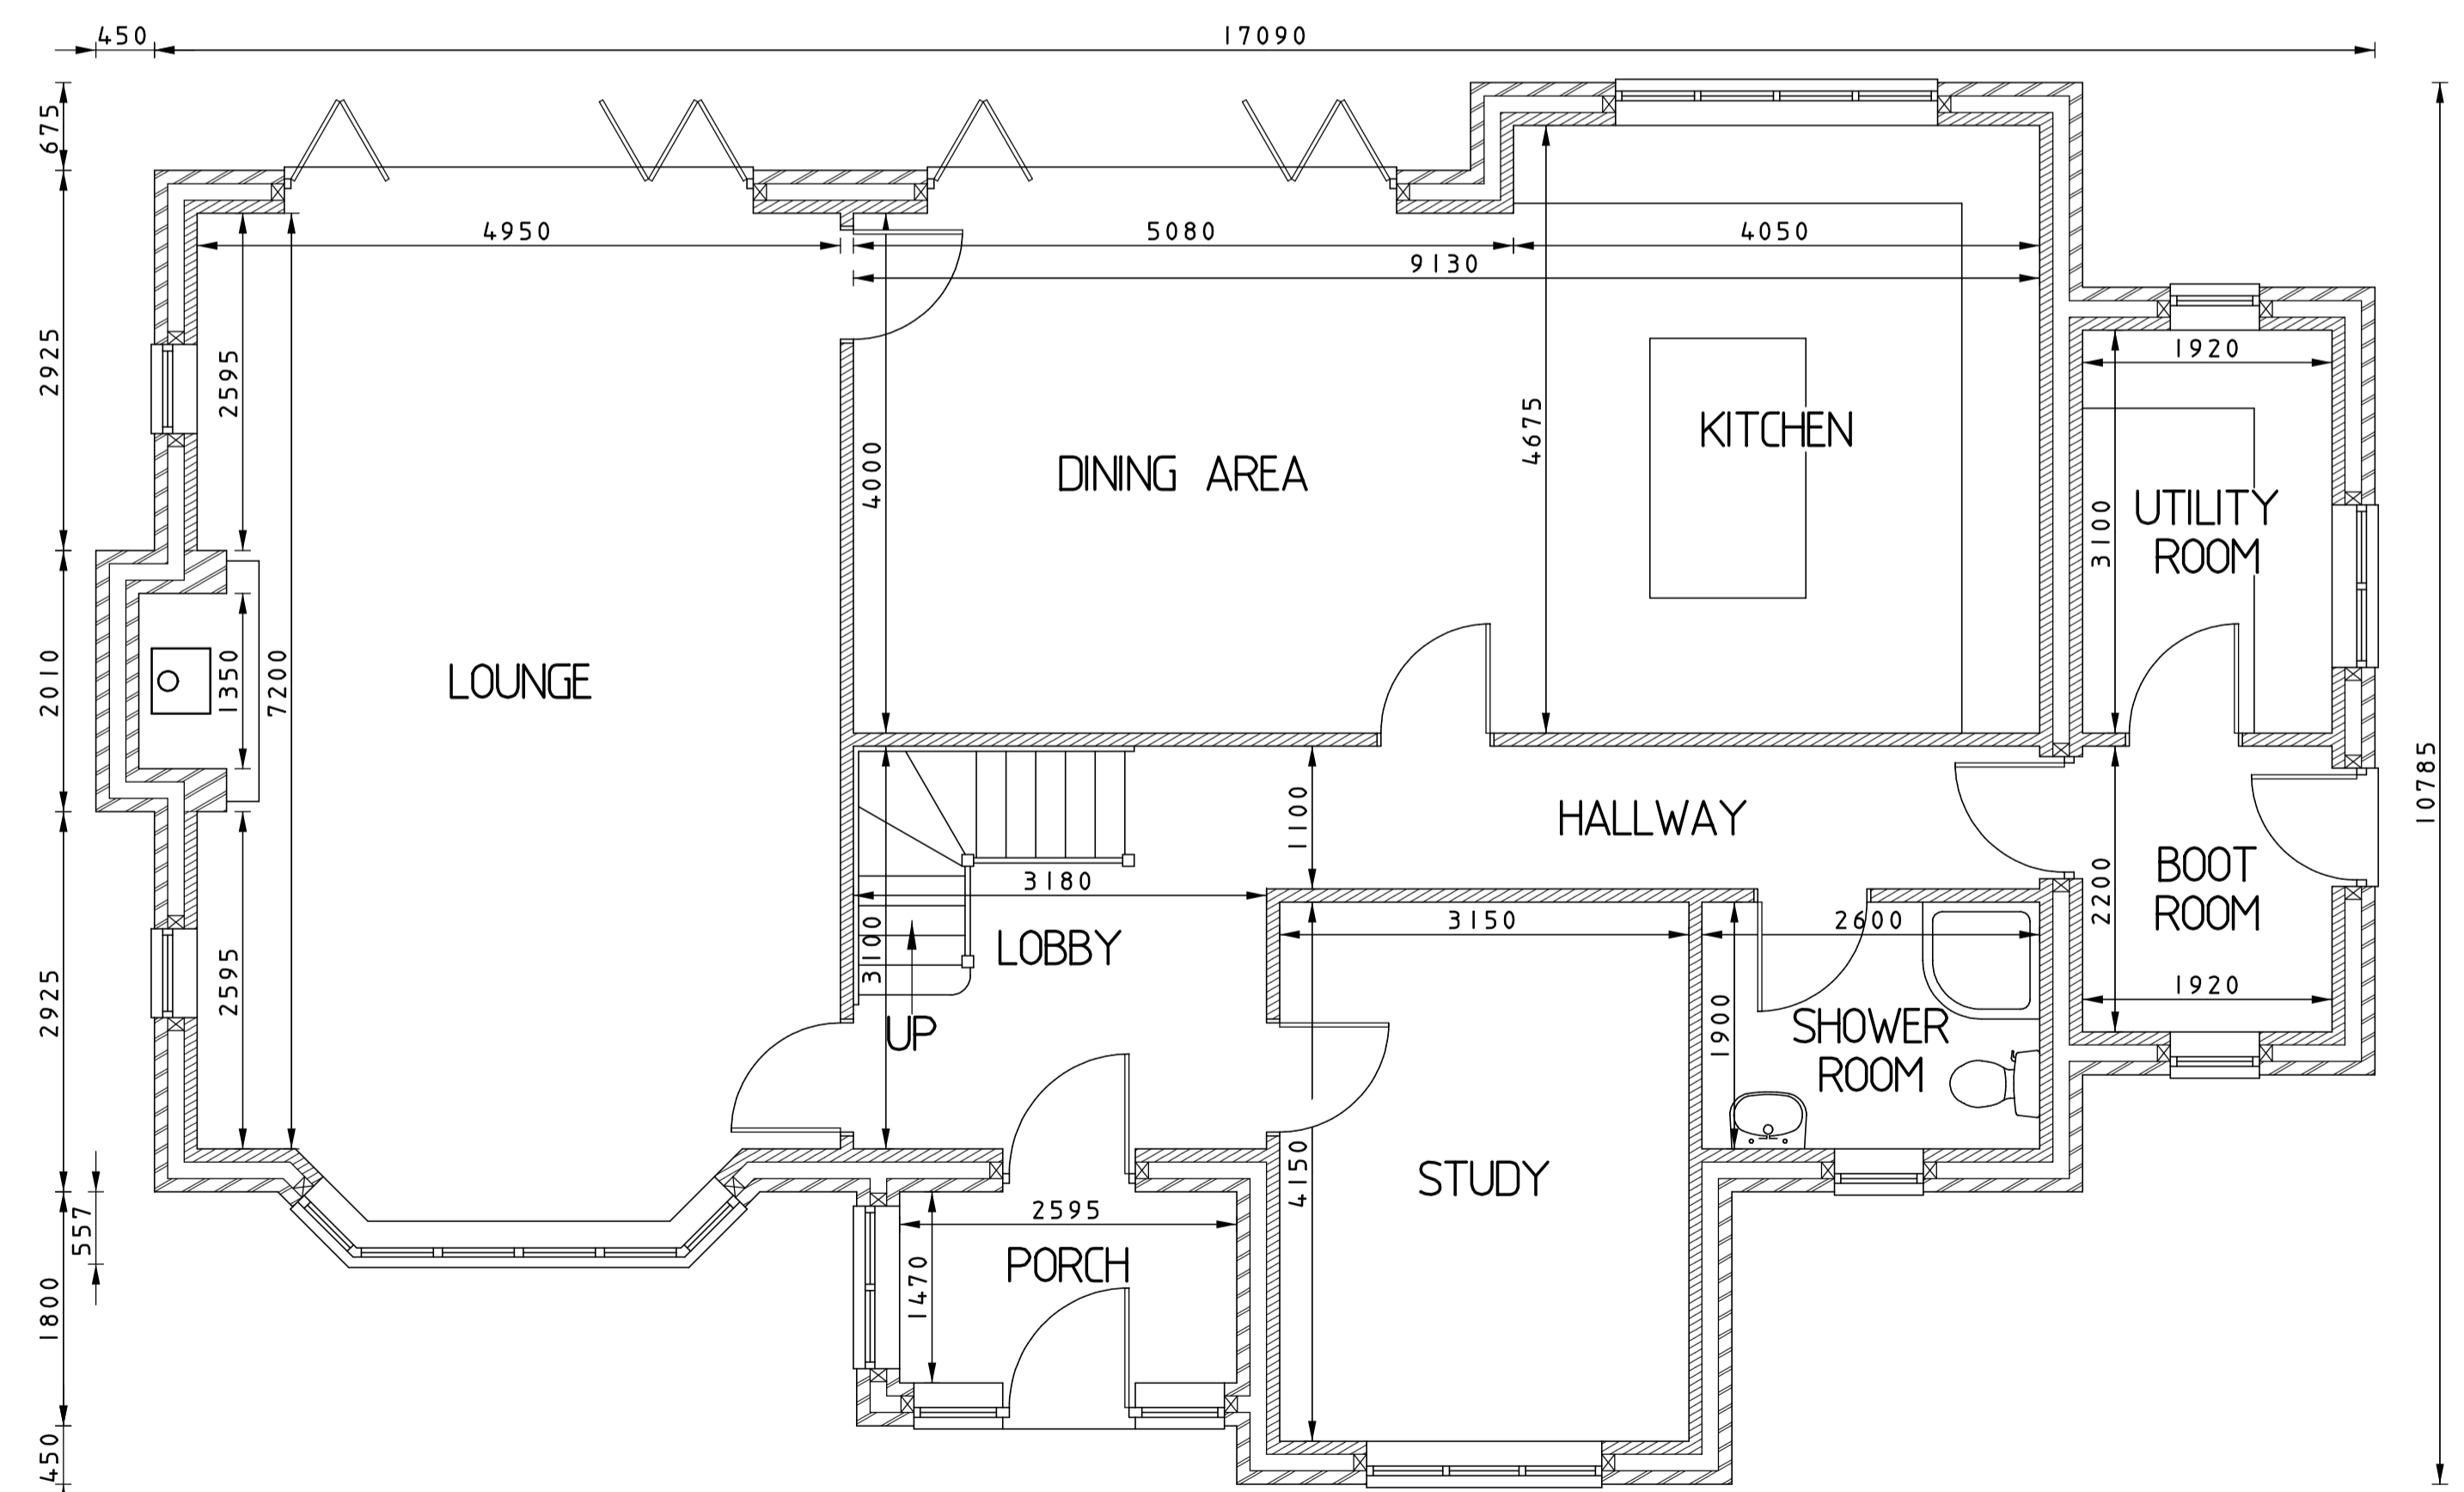 450
17090
675
4950
5080
4050
9130
2925
2595
1920
4000
4675
KITCHEN
DINING AREA
UTILITY
ROOM
3100
LOUNGE
2010
1350
7200
10785
1100
HALLWAY
BOOT
ROOM
3180
2200
3150
2600
LOBBY
3100
2925
2595
UP
1920
1900
SHOWER
ROOM
4150
STUDY
557
2595
PORCH
1470
1800
450